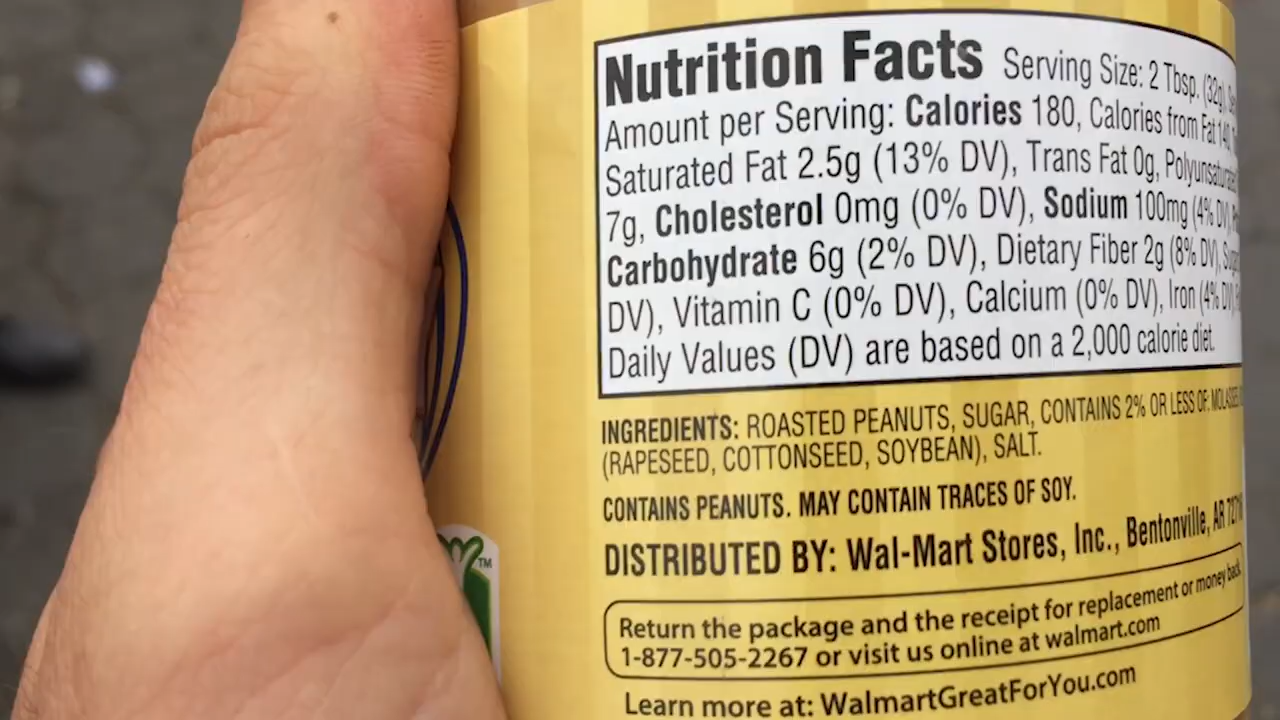 Nutrition Facts Serving Size: 2 Tbsp. (32g),
Amount per Serving: Calories 180, Calories from Fat 140,
Saturated Fat 2.5g (13% DV), Trans Fat 0g,
7g, Cholesterol 0mg (0% DV), Sodium 100mg (4% DV),
Carbohydrate 6g (2% DV), Dietary Fiber 2g (8% DV),
DV), Vitamin C (0% DV), Calcium (0% DV), Iron (4% DV),
Daily Values (DV) are based on a 2,000 calorie diet.
INGREDIENTS: ROASTED PEANUTS, SUGAR, CONTAINS 2% OR LESS OF:
(RAPESEED, COTTONSEED, SOYBEAN), SALT.
CONTAINS PEANUTS. MAY CONTAIN TRACES OF SOY.
DISTRIBUTED BY: Wal-Mart Stores, Inc., Bentonville, AR
Return the package and the receipt for replacement or money back.
1-877-505-2267 or visit us online at walmart.com
Learn more at: WalmartGreatForYou.com
TM